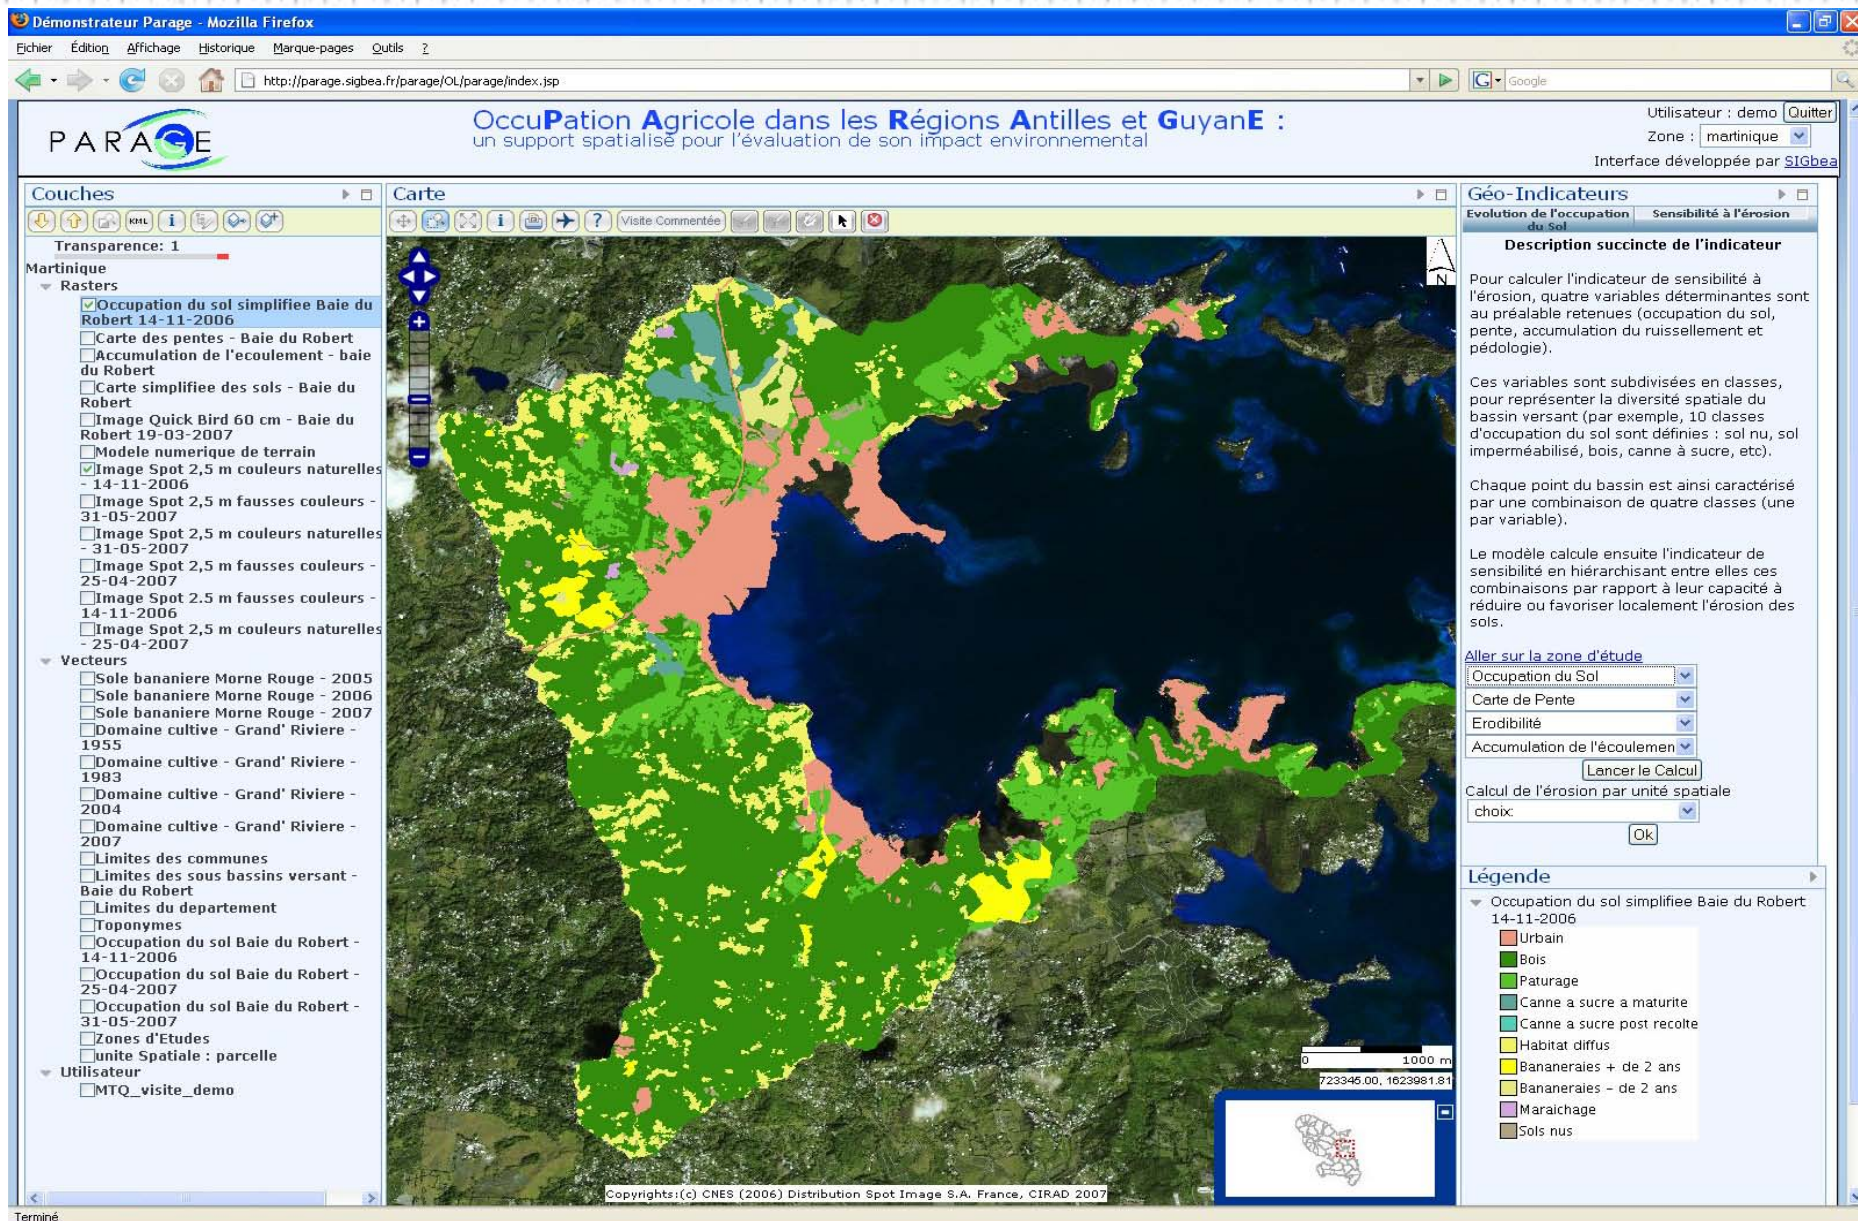 Démonstrateur Parage - Mozilla Firefox
Fichier Édition Affichage Historique Marque-pages Outils ?
http://parage.sigbea.fr/parage/OL/parage/index.jsp
Google
PARAGE
OccuPation Agricole dans les Régions Antilles et GuyanE :
un support spatialisé pour l'évaluation de son impact environnemental
Utilisateur : demo Quitter
Zone : martinique
Interface développée par SIGbea
Couches
KML i
Transparence: 1
Martinique
Rasters
Occupation du sol simplifiee Baie du
Robert 14-11-2006
Carte des pentes - Baie du Robert
Accumulation de l'ecoulement - baie
du Robert
Carte simplifiee des sols - Baie du
Robert
Image Quick Bird 60 cm - Baie du
Robert 19-03-2007
Modele numerique de terrain
Image Spot 2,5 m couleurs naturelles
- 14-11-2006
Image Spot 2,5 m fausses couleurs -
31-05-2007
Image Spot 2,5 m couleurs naturelles
- 31-05-2007
Image Spot 2,5 m fausses couleurs -
25-04-2007
Image Spot 2.5 m fausses couleurs -
14-11-2006
Image Spot 2,5 m couleurs naturelles
- 25-04-2007
Vecteurs
Sole bananiere Morne Rouge - 2005
Sole bananiere Morne Rouge - 2006
Sole bananiere Morne Rouge - 2007
Domaine cultive - Grand' Riviere -
1955
Domaine cultive - Grand' Riviere -
1983
Domaine cultive - Grand' Riviere -
2004
Domaine cultive - Grand' Riviere -
2007
Limites des communes
Limites des sous bassins versant -
Baie du Robert
Limites du departement
Toponymes
Occupation du sol Baie du Robert -
14-11-2006
Occupation du sol Baie du Robert -
25-04-2007
Occupation du sol Baie du Robert -
31-05-2007
Zones d'Etudes
unite Spatiale : parcelle
Utilisateur
MTQ_visite_demo
Carte
i ? Visite Commentée
N
0 1000 m
723345.00, 1623981.81
Copyrights:(c) CNES (2006) Distribution Spot Image S.A. France, CIRAD 2007
Géo-Indicateurs
Evolution de l'occupation
du Sol
Sensibilité à l'érosion
Description succincte de l'indicateur
Pour calculer l'indicateur de sensibilité à
l'érosion, quatre variables déterminantes sont
au préalable retenues (occupation du sol,
pente, accumulation du ruissellement et
pédologie).
Ces variables sont subdivisées en classes,
pour représenter la diversité spatiale du
bassin versant (par exemple, 10 classes
d'occupation du sol sont définies : sol nu, sol
imperméabilisé, bois, canne à sucre, etc).
Chaque point du bassin est ainsi caractérisé
par une combinaison de quatre classes (une
par variable).
Le modèle calcule ensuite l'indicateur de
sensibilité en hiérarchisant entre elles ces
combinaisons par rapport à leur capacité à
réduire ou favoriser localement l'érosion des
sols.
Aller sur la zone d'étude
Occupation du Sol
Carte de Pente
Erodibilité
Accumulation de l'écoulemen
Lancer le Calcul
Calcul de l'érosion par unité spatiale
choix:
Ok
Légende
Occupation du sol simplifiee Baie du Robert
14-11-2006
Urbain
Bois
Paturage
Canne a sucre a maturite
Canne a sucre post recolte
Habitat diffus
Bananeraies + de 2 ans
Bananeraies - de 2 ans
Maraichage
Sols nus
Terminé